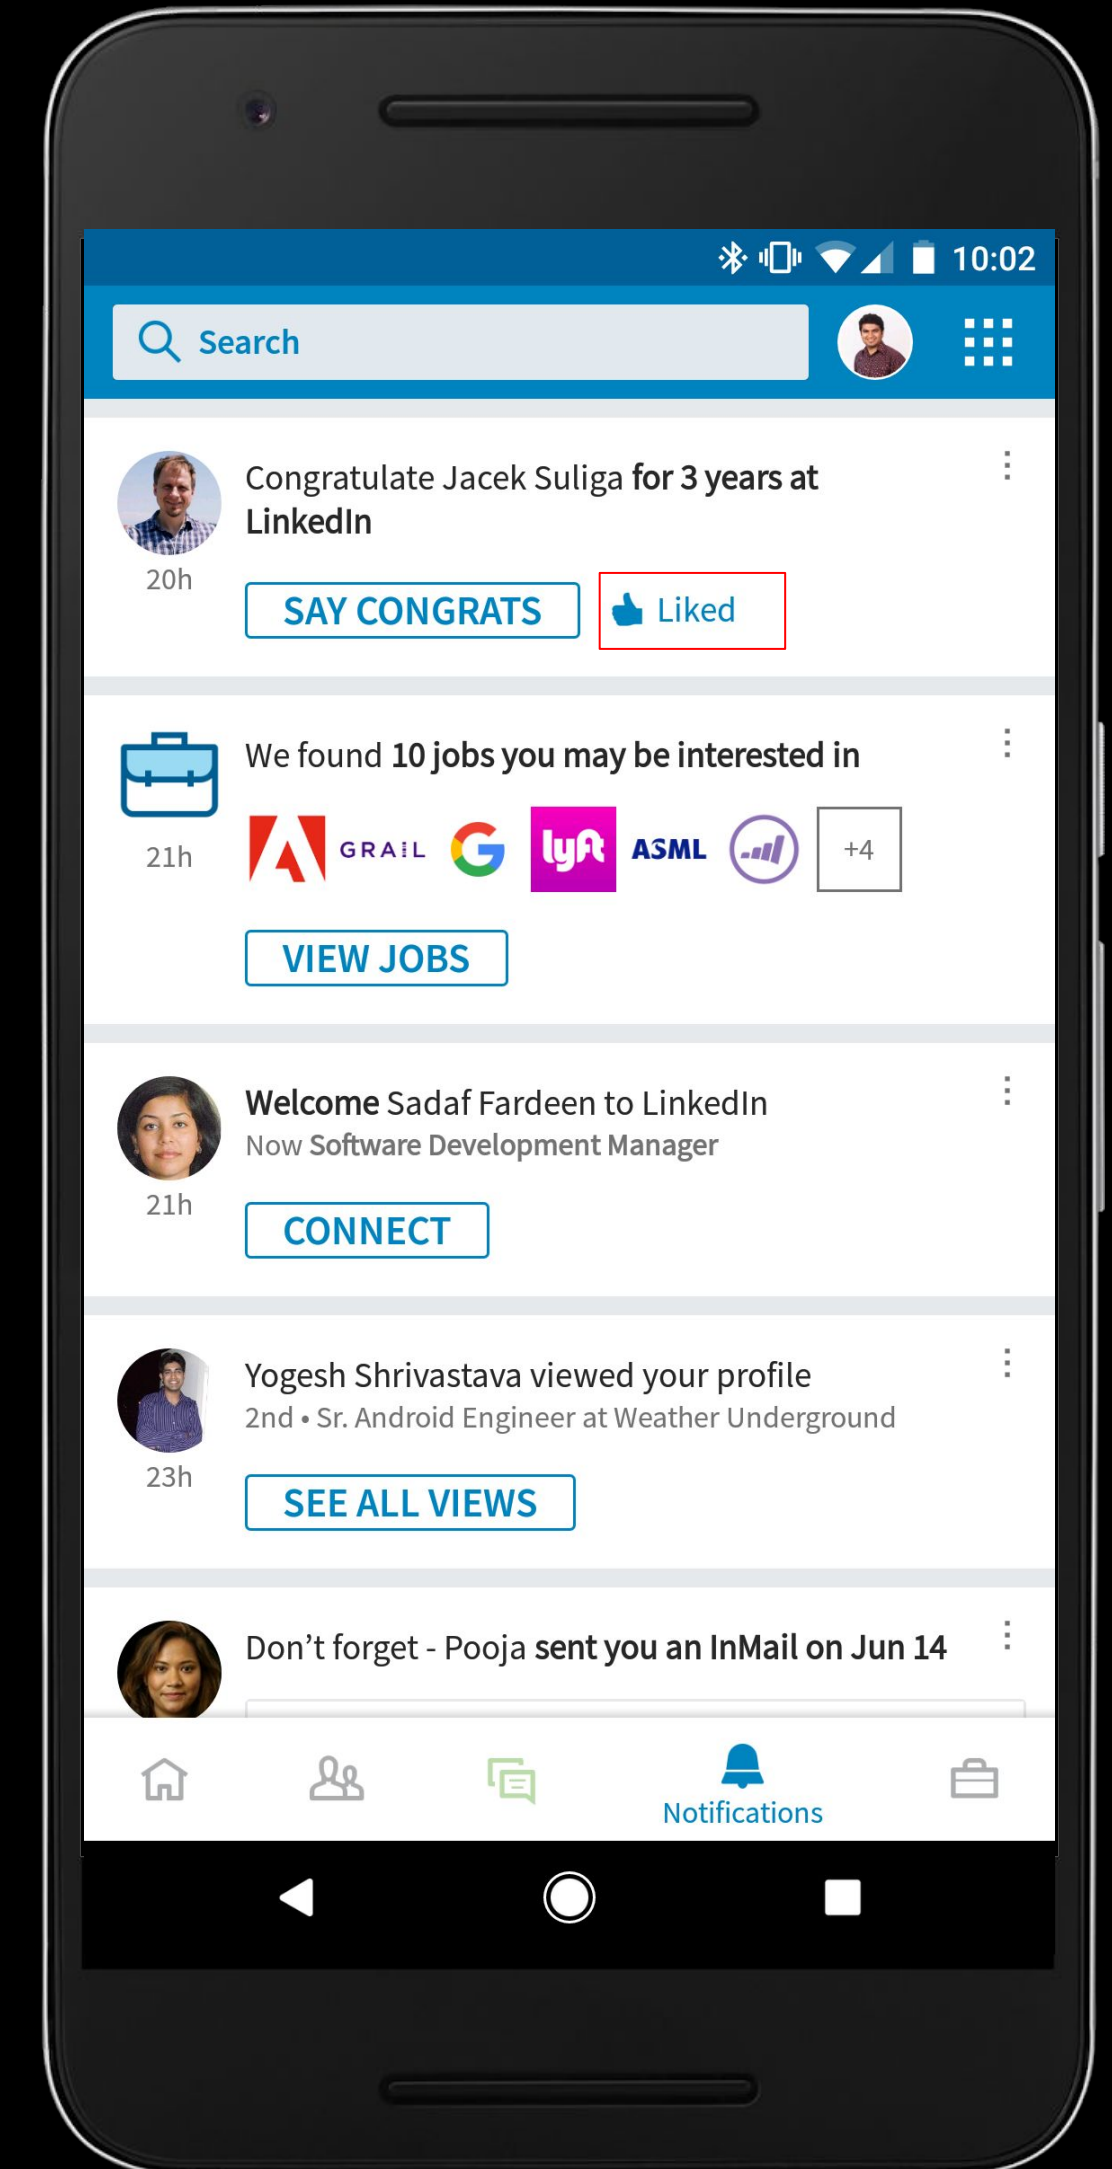 10:02
Search
Congratulate Jacek Suliga for 3 years at
LinkedIn
20h
SAY CONGRATS
Liked
We found 10 jobs you may be interested in
21h
GRAIL
G
lyft
ASML
+4
VIEW JOBS
Welcome Sadaf Fardeen to LinkedIn
Now Software Development Manager
21h
CONNECT
Yogesh Shrivastava viewed your profile
2nd • Sr. Android Engineer at Weather Underground
23h
SEE ALL VIEWS
Don’t forget - Pooja sent you an InMail on Jun 14
Notifications